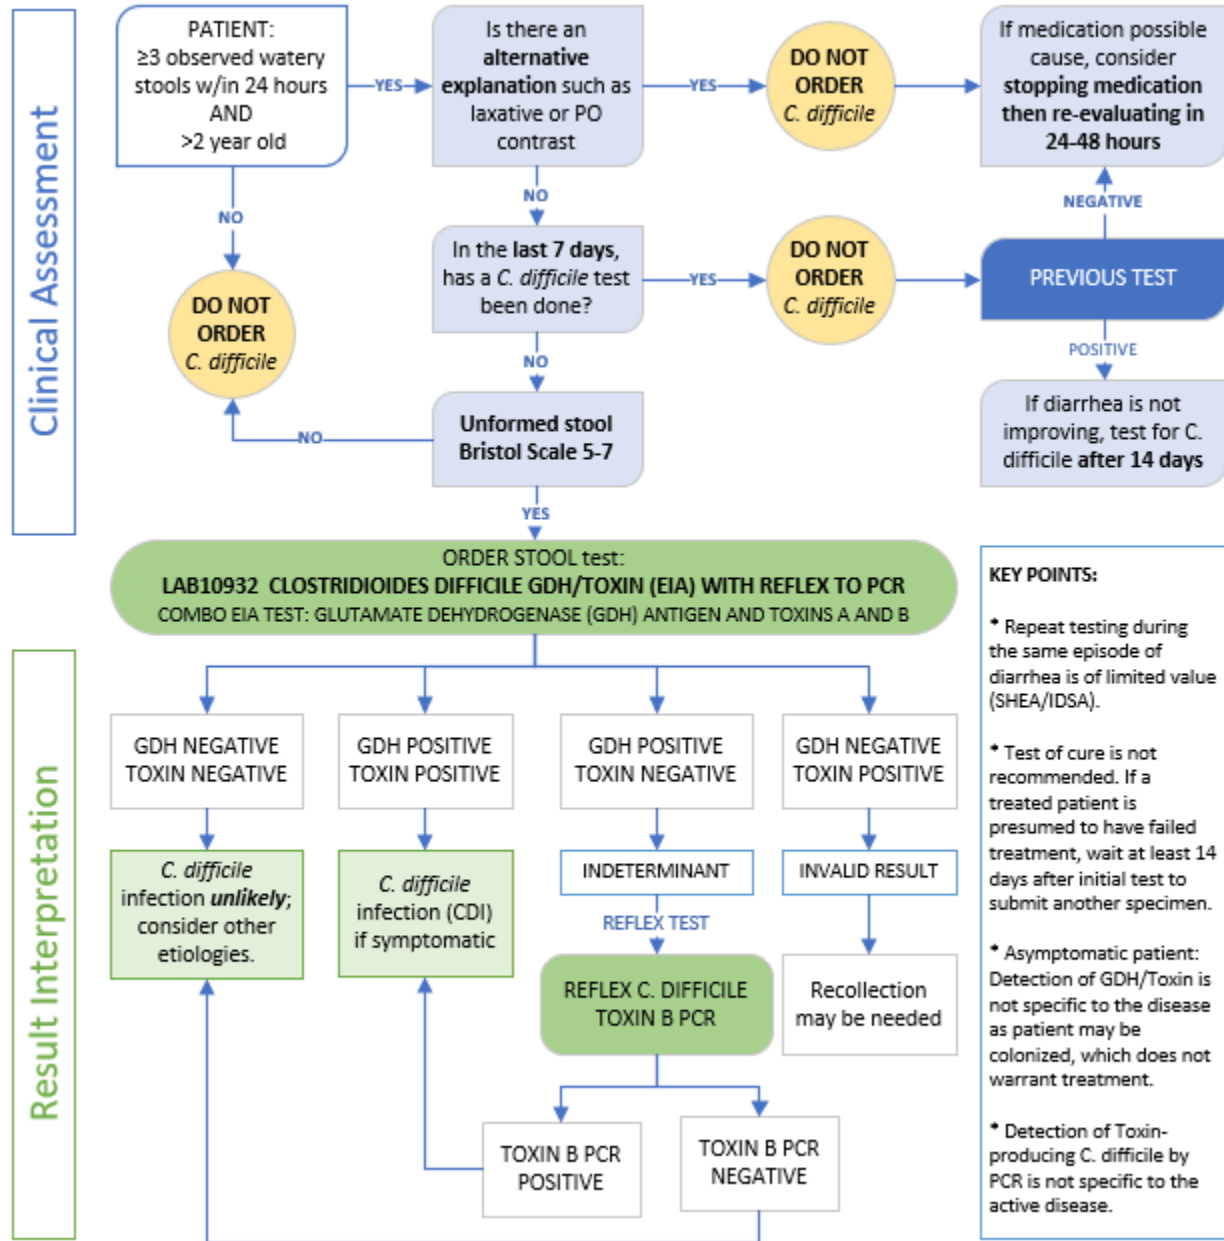 Clinical Assessment
PATIENT:
≥3 observed watery
stools w/in 24 hours
AND
>2 year old
YES
Is there an
alternative
explanation such as
laxative or PO
contrast
YES
DO NOT
ORDER
C. difficile
If medication possible
cause, consider
stopping medication
then re-evaluating in
24-48 hours
NO
NO
NEGATIVE
DO NOT
ORDER
C. difficile
In the last 7 days,
has a C. difficile test
been done?
YES
DO NOT
ORDER
C. difficile
PREVIOUS TEST
NO
POSITIVE
NO
Unformed stool
Bristol Scale 5-7
If diarrhea is not
improving, test for C.
difficile after 14 days
YES
ORDER STOOL test:
LAB10932 CLOSTRIDIOIDES DIFFICILE GDH/TOXIN (EIA) WITH REFLEX TO PCR
COMBO EIA TEST: GLUTAMATE DEHYDROGENASE (GDH) ANTIGEN AND TOXINS A AND B
Result Interpretation
GDH NEGATIVE
TOXIN NEGATIVE
GDH POSITIVE
TOXIN POSITIVE
GDH POSITIVE
TOXIN NEGATIVE
GDH NEGATIVE
TOXIN POSITIVE
C. difficile
infection unlikely;
consider other
etiologies.
C. difficile
infection (CDI)
if symptomatic
INDETERMINANT
INVALID RESULT
REFLEX TEST
REFLEX C. DIFFICILE
TOXIN B PCR
Recollection
may be needed
TOXIN B PCR
POSITIVE
TOXIN B PCR
NEGATIVE
KEY POINTS:
* Repeat testing during
the same episode of
diarrhea is of limited value
(SHEA/IDSA).
* Test of cure is not
recommended. If a
treated patient is
presumed to have failed
treatment, wait at least 14
days after initial test to
submit another specimen.
* Asymptomatic patient:
Detection of GDH/Toxin is
not specific to the disease
as patient may be
colonized, which does not
warrant treatment.
* Detection of Toxin-
producing C. difficile by
PCR is not specific to the
active disease.